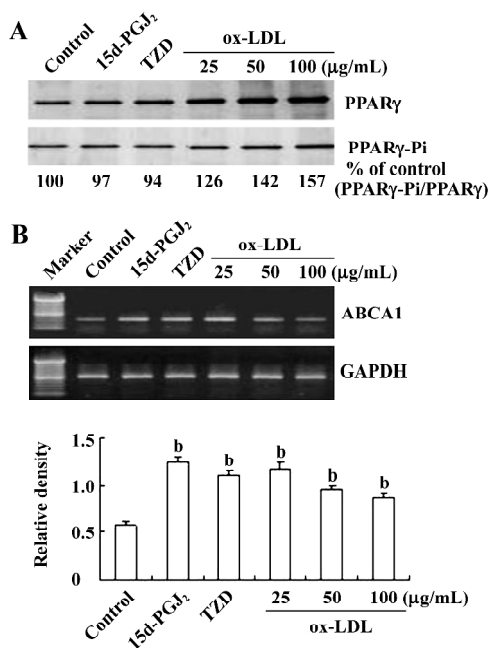 A
Control 15d-PGJ₂ TZD ox-LDL
25 50 100 (μg/mL)
PPARγ
PPARγ-Pi
% of control
100 97 94 126 142 157 (PPARγ-Pi/PPARγ)
B
Marker Control 15d-PGJ₂ TZD ox-LDL
25 50 100 (μg/mL)
ABCA1
GAPDH
Relative density
1.5
1.0
0.5
0
b b b b b
Control 15d-PGJ₂ TZD 25 50 100 (μg/mL)
ox-LDL